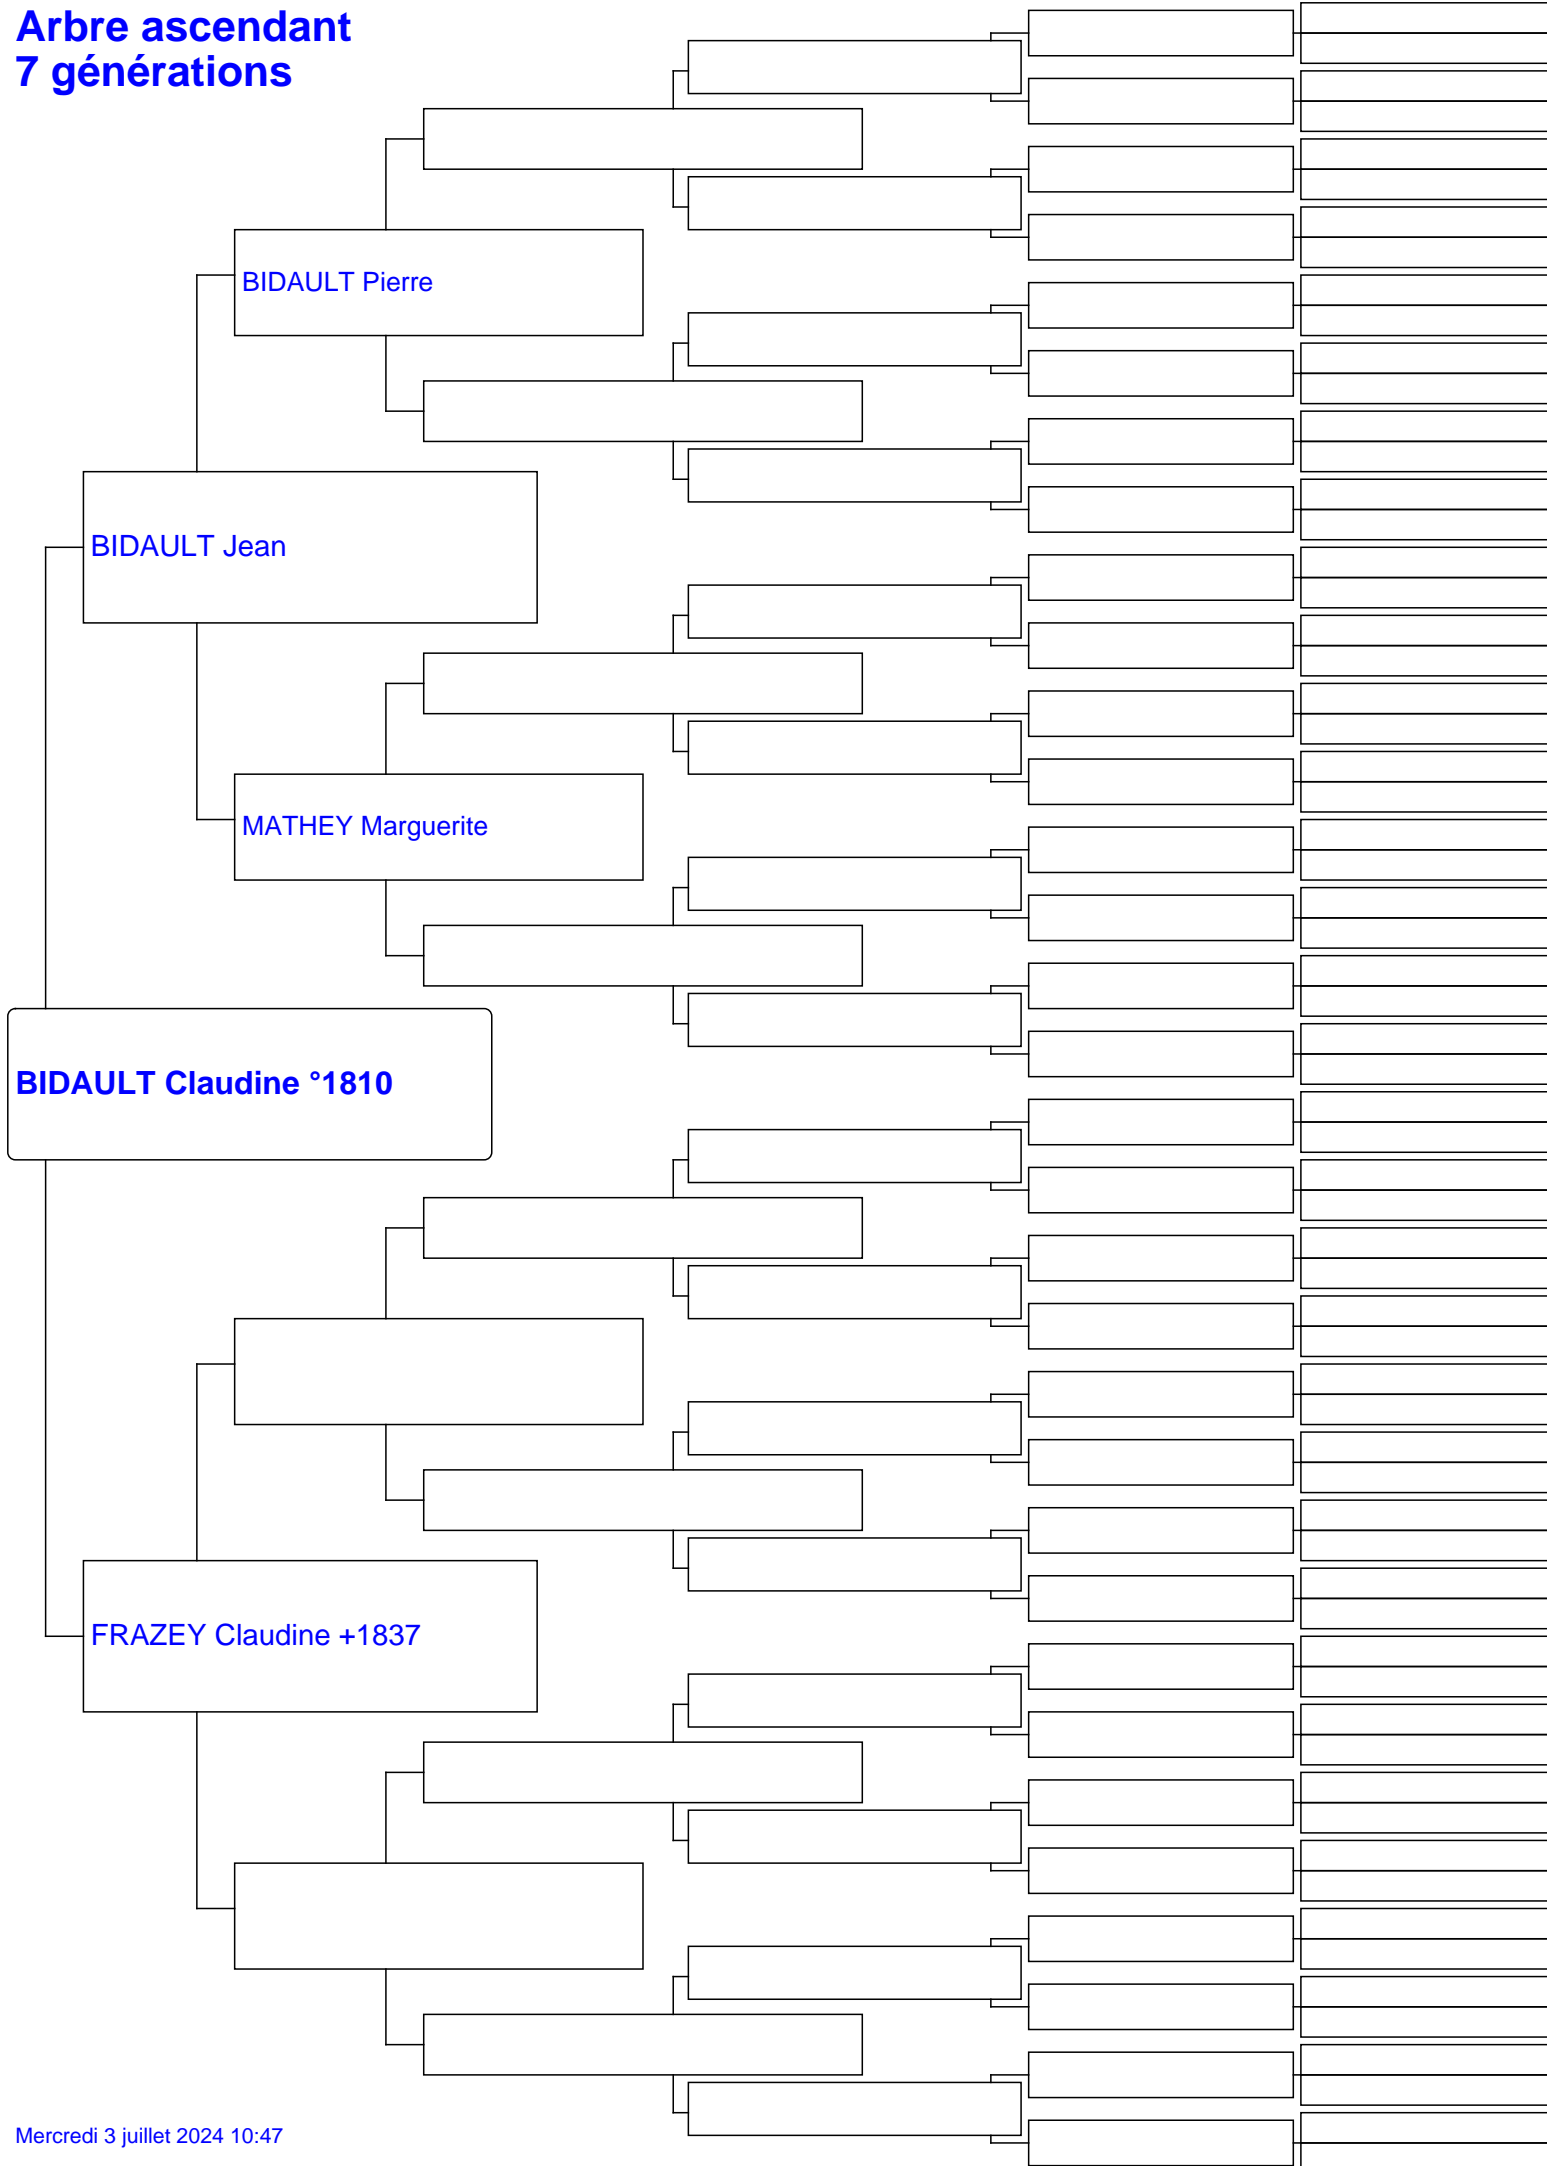 Arbre ascendant
7 générations
BIDAULT Pierre
BIDAULT Jean
MATHEY Marguerite
BIDAULT Claudine °1810
FRAZEY Claudine +1837
Mercredi 3 juillet 2024 10:47